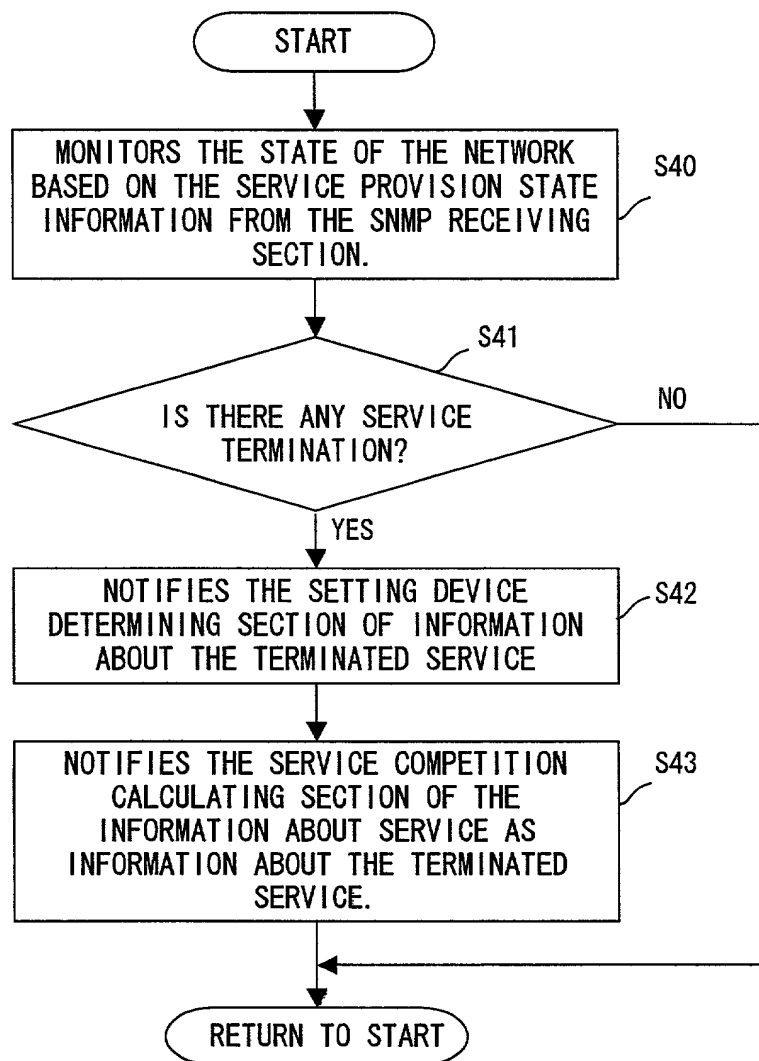 START
MONITORS THE STATE OF THE NETWORK
BASED ON THE SERVICE PROVISION STATE
INFORMATION FROM THE SNMP RECEIVING
SECTION.
S40
S41
IS THERE ANY SERVICE
TERMINATION?
NO
YES
NOTIFIES THE SETTING DEVICE
DETERMINING SECTION OF INFORMATION
ABOUT THE TERMINATED SERVICE
S42
NOTIFIES THE SERVICE COMPETITION
CALCULATING SECTION OF THE
INFORMATION ABOUT SERVICE AS
INFORMATION ABOUT THE TERMINATED
SERVICE.
S43
RETURN TO START